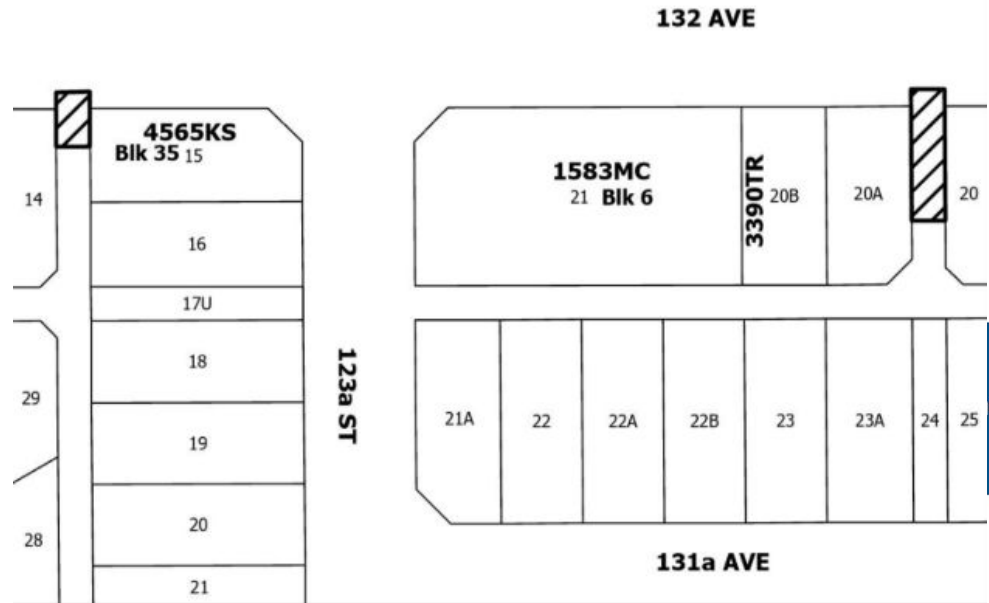 132 AVE
4565KS
Blk 35 15
14
16
17U
18
29
19
20
28
21
123a ST
1583MC
21 Blk 6
3390TR
20B
20A
20
21A
22
22A
22B
23
23A
24
25
131a AVE